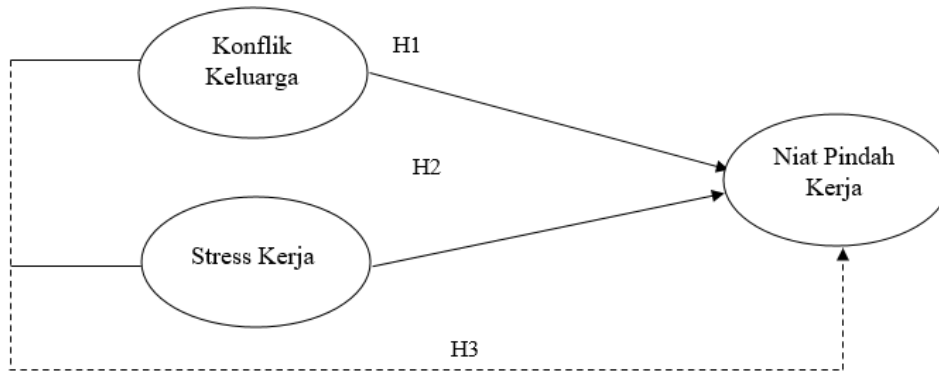 Konflik
Keluarga
H1
Niat Pindah
Kerja
H2
Stress Kerja
H3